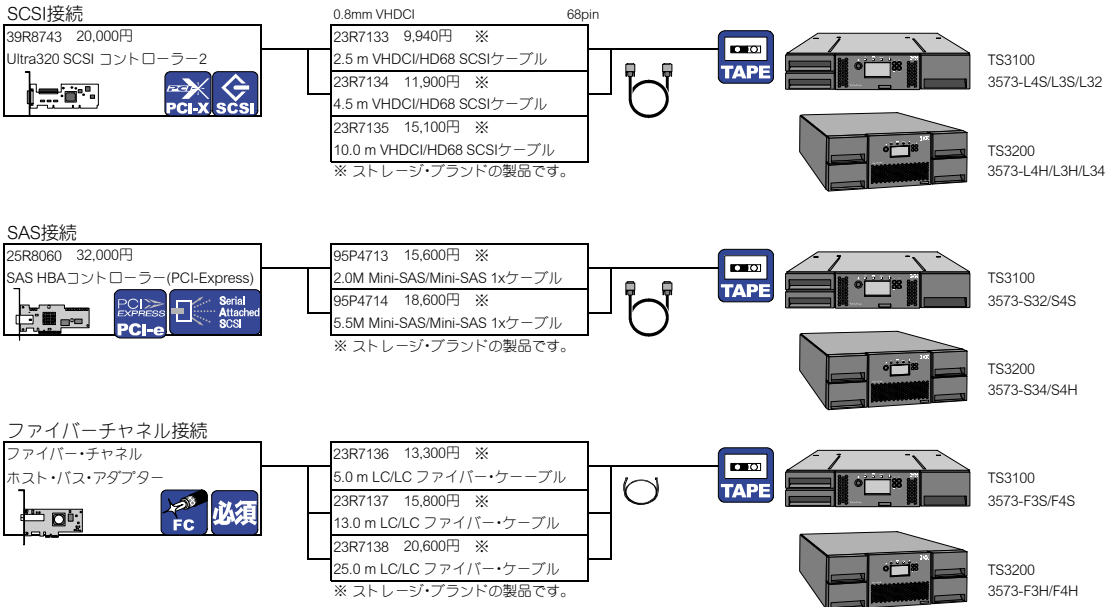 SCSI接続
39R8743 20,000円
Ultra320 SCSI コントローラー2
PCI-X
PCI-X
SCSI
0.8mm VHDCI 68pin
23R7133 9,940円 ※
2.5 m VHDCI/HD68 SCSIケーブル
23R7134 11,900円 ※
4.5 m VHDCI/HD68 SCSIケーブル
23R7135 15,100円 ※
10.0 m VHDCI/HD68 SCSIケーブル
※ ストレージ・ブランドの製品です。
TAPE
TS3100
3573-L4S/L3S/L32
TS3200
3573-L4H/L3H/L34
SAS接続
25R8060 32,000円
SAS HBAコントローラー(PCI-Express)
PCI EXPRESS
PCI-e
Serial
Attached
SCSI
95P4713 15,600円 ※
2.0M Mini-SAS/Mini-SAS 1xケーブル
95P4714 18,600円 ※
5.5M Mini-SAS/Mini-SAS 1xケーブル
※ ストレージ・ブランドの製品です。
TAPE
TS3100
3573-S32/S4S
TS3200
3573-S34/S4H
ファイバーチャネル接続
ファイバー・チャネル
ホスト・バス・アダプター
FC
必須
23R7136 13,300円 ※
5.0 m LC/LC ファイバー・ケーーブル
23R7137 15,800円 ※
13.0 m LC/LC ファイバー・ケーブル
23R7138 20,600円 ※
25.0 m LC/LC ファイバー・ケーブル
※ ストレージ・ブランドの製品です。
TAPE
TS3100
3573-F3S/F4S
TS3200
3573-F3H/F4H